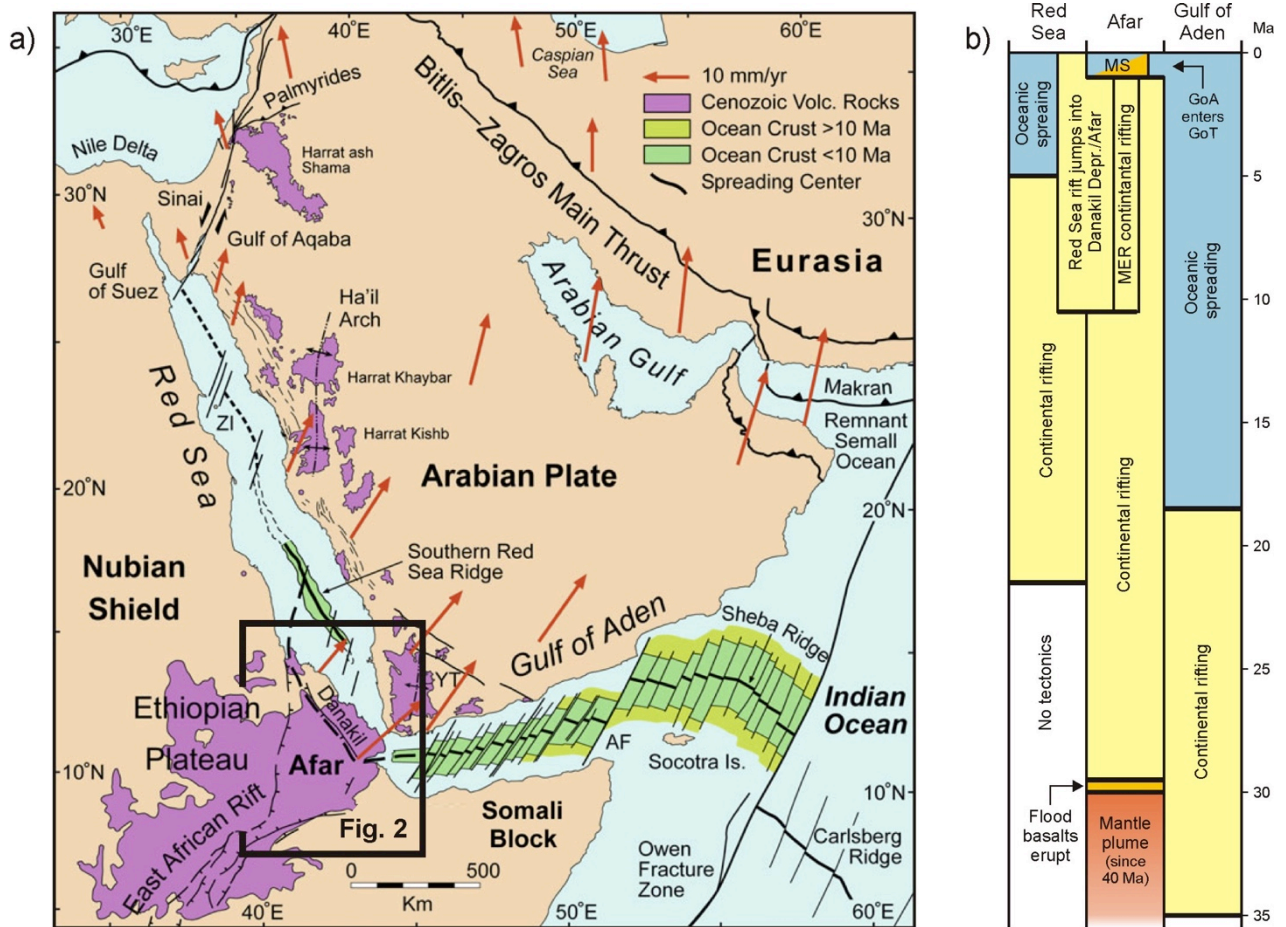 a)
30°E
40°E
Caspian
Sea
60°E
10 mm/yr
Cenozoic Volc. Rocks
Ocean Crust >10 Ma
Ocean Crust <10 Ma
Spreading Center
Palmyrides
Bitlis—Zagros Main Thrust
Nile Delta
Harrat ash
Shama
30°N
Sinai
30°N
Gulf of Aqaba
Eurasia
Gulf
of Suez
Ha'il
Arch
Arabian Gulf
Harrat Khaybar
Makran
Red Sea
ZI
Harrat Kishb
Remnant
Semall
Ocean
Arabian Plate
20°N
20°N
Southern Red
Sea Ridge
Nubian
Shield
Gulf of Aden
Sheba Ridge
YT
Indian
Ocean
Danakil
Ethiopian
Plateau
AF
Socotra Is.
Afar
10°N
10°N
Somali
Block
Fig. 2
East African Rift
Carlsberg
Ridge
Owen
Fracture
Zone
0
500
Km
40°E
50°E
60°E
b)
Red
Sea
Afar
Gulf of
Aden
Ma
0
MS
GoA
enters
GoT
Oceanic
spreaing
5
Red Sea rift jumps into
Danakil Depr./Afar
MER contintantal rifting
Oceanic
spreading
10
Continental rifting
15
Continental rifting
20
No tectonics
25
Continental rifting
Flood
basalts
erupt
30
Mantle
plume
(since
40 Ma)
35